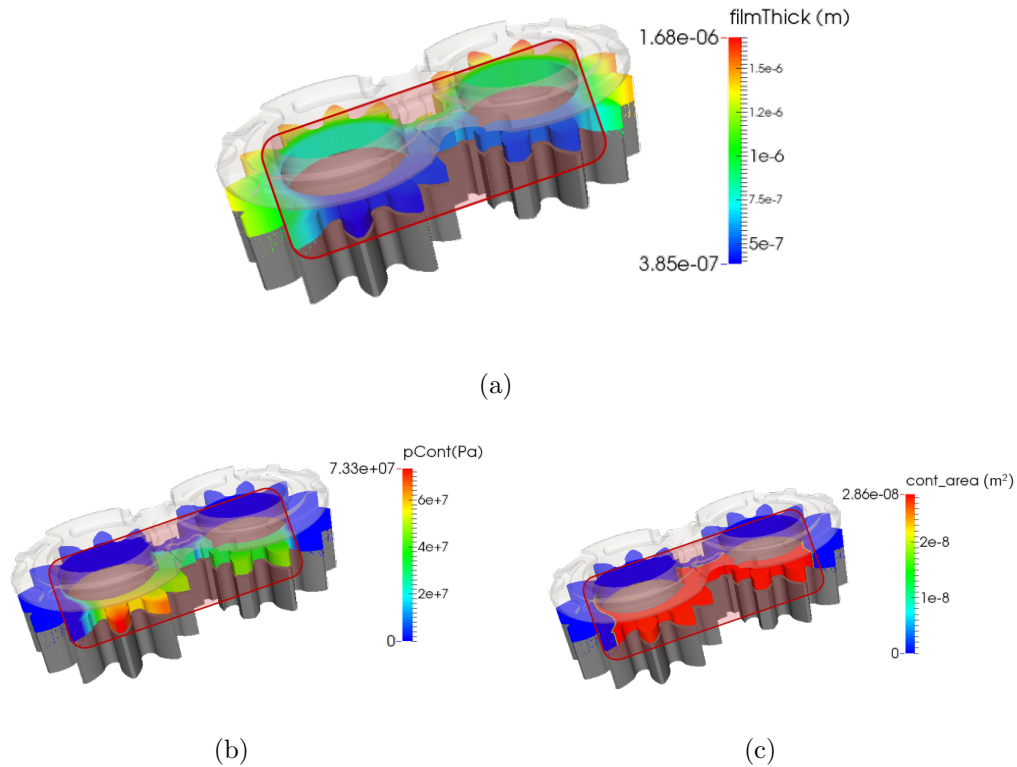 filmThick (m)
1.68e-06
1.5e-6
1.2e-6
1e-6
7.5e-7
5e-7
3.85e-07
(a)
pCont(Pa)
7.33e+07
6e+7
4e+7
2e+7
0
(b)
cont_area (m²)
2.86e-08
2e-8
1e-8
0
(c)